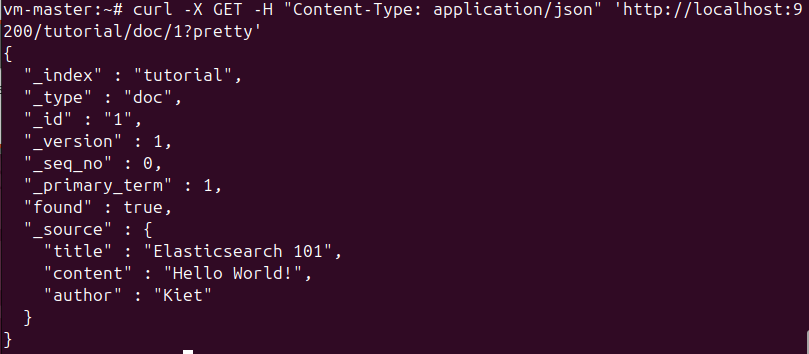 vm-master:~# curl -X GET -H "Content-Type: application/json" 'http://localhost:9
200/tutorial/doc/1?pretty'
{
  "_index" : "tutorial",
  "_type" : "doc",
  "_id" : "1",
  "_version" : 1,
  "_seq_no" : 0,
  "_primary_term" : 1,
  "found" : true,
  "_source" : {
    "title" : "Elasticsearch 101",
    "content" : "Hello World!",
    "author" : "Kiet"
  }
}